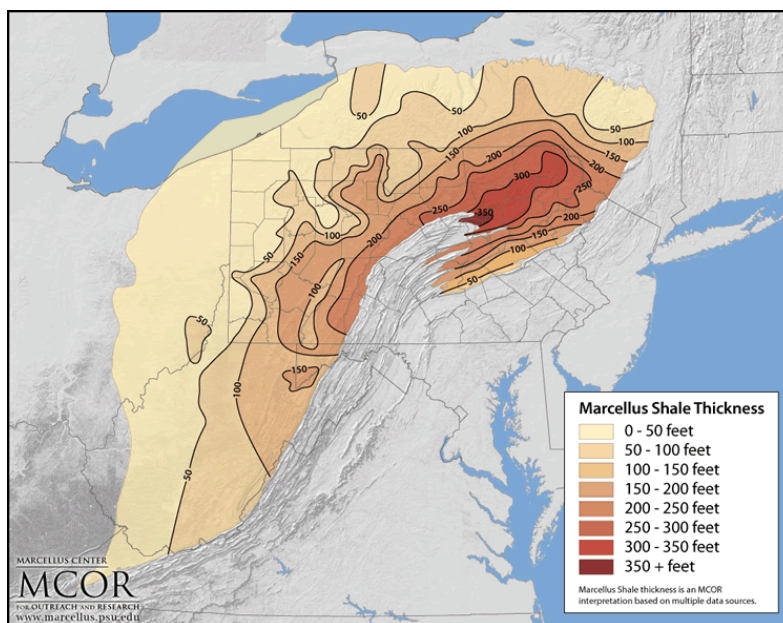 50
50
50
100
150
200
150
100
200
250
300
350
250
200
150
100
50
100
200
150
50
100
50
150
100
50
Marcellus Shale Thickness
0 - 50 feet
50 - 100 feet
100 - 150 feet
150 - 200 feet
200 - 250 feet
250 - 300 feet
300 - 350 feet
350 + feet
Marcellus Shale thickness is an MCOR
interpretation based on multiple data sources.
MARCELLUS CENTER
MCOR
FOR OUTREACH AND RESEARCH
www.marcellus.psu.edu